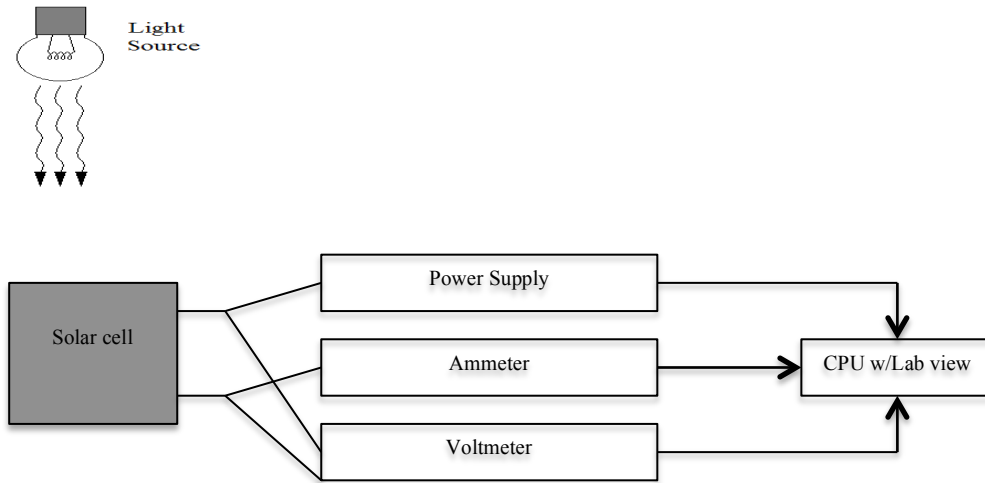 Light
Source
Power Supply
Solar cell
Ammeter
CPU w/Lab view
Voltmeter